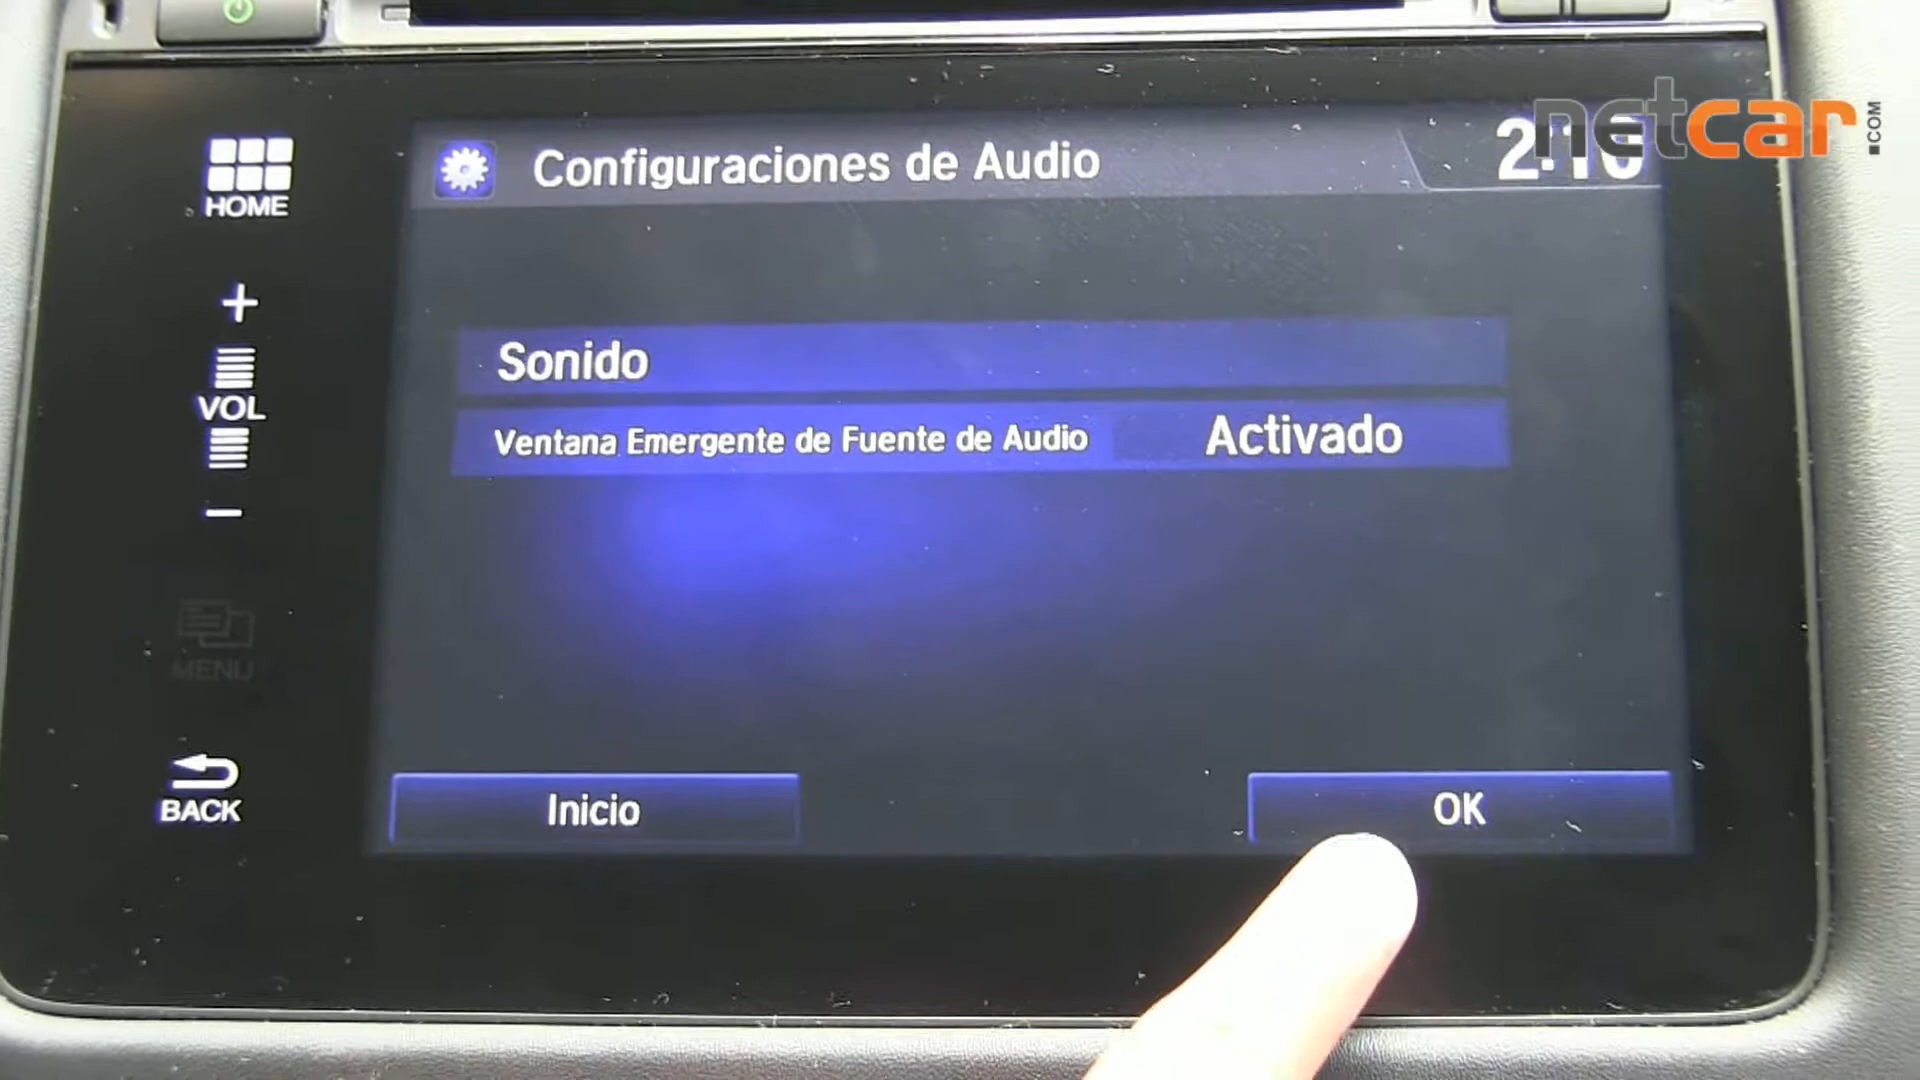 netcar.com
HOME
Configuraciones de Audio
+
VOL
−
Sonido
Ventana Emergente de Fuente de Audio
Activado
MENU
BACK
Inicio
OK